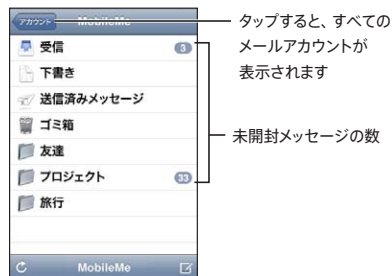 アカウント MobileMe
タップすると、すべての
メールアカウントが
表示されます
受信 3
下書き
送信済みメッセージ
ゴミ箱
友達
プロジェクト 33
旅行
未開封メッセージの数
MobileMe